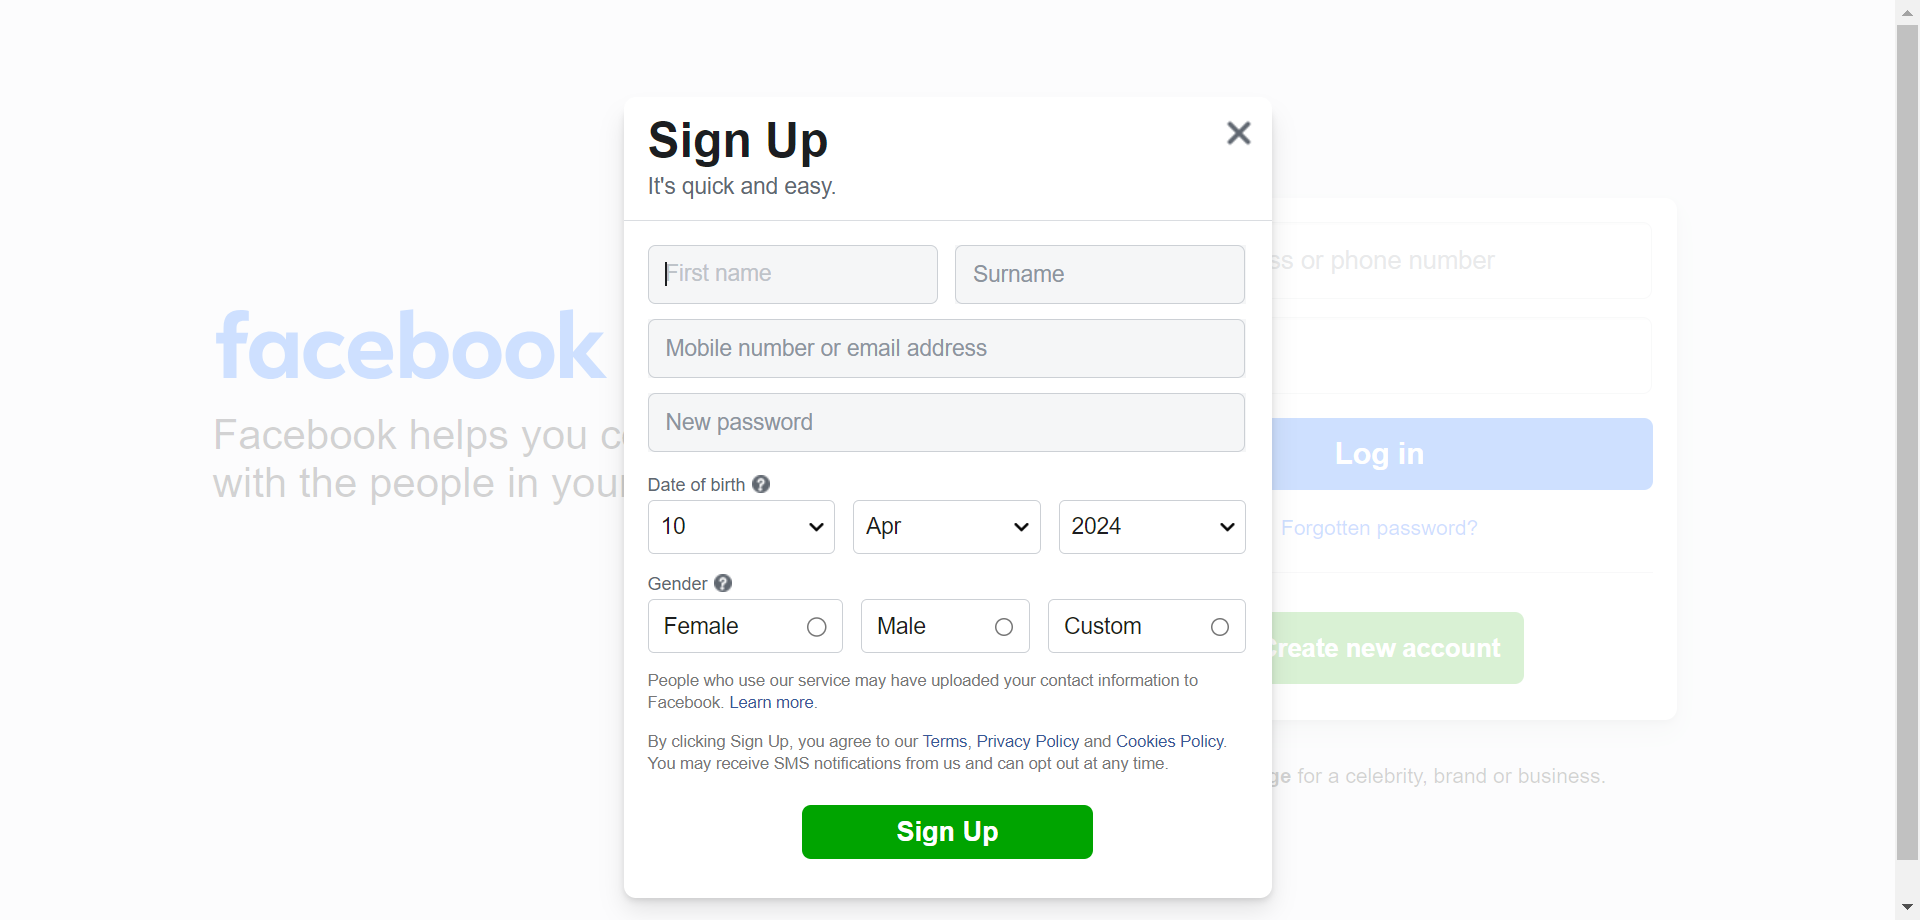 Sign Up
It's quick and easy.
First name
Surname
Mobile number or email address
New password
Date of birth
10
Apr
2024
Gender
Female
Male
Custom
People who use our service may have uploaded your contact information to
Facebook. Learn more.
By clicking Sign Up, you agree to our Terms, Privacy Policy and Cookies Policy.
You may receive SMS notifications from us and can opt out at any time.
Sign Up
facebook
Facebook helps you
with the people in your
or phone number
Log in
Forgotten password?
Create new account
for a celebrity, brand or business.